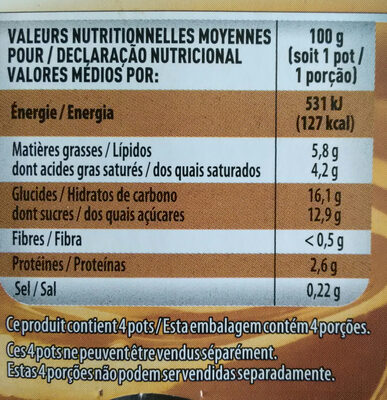 VALEURS NUTRITIONNELLES MOYENNES
POUR / DECLARAÇÃO NUTRICIONAL
VALORES MÉDIOS POR:
100 g
(soit 1 pot /
1 porção)
Énergie / Energia
531 kJ
(127 kcal)
Matières grasses / Lípidos 5,8 g
dont acides gras saturés / dos quais saturados 4,2 g
Glucides / Hidratos de carbono 16,1 g
dont sucres / dos quais açúcares 12,9 g
Fibres / Fibra < 0,5 g
Protéines / Proteínas 2,6 g
Sel / Sal 0,22 g
Ce produit contient 4 pots / Esta embalagem contém 4 porções.
Ces 4 pots ne peuvent être vendus séparément.
Estas 4 porções não podem ser vendidas separadamente.